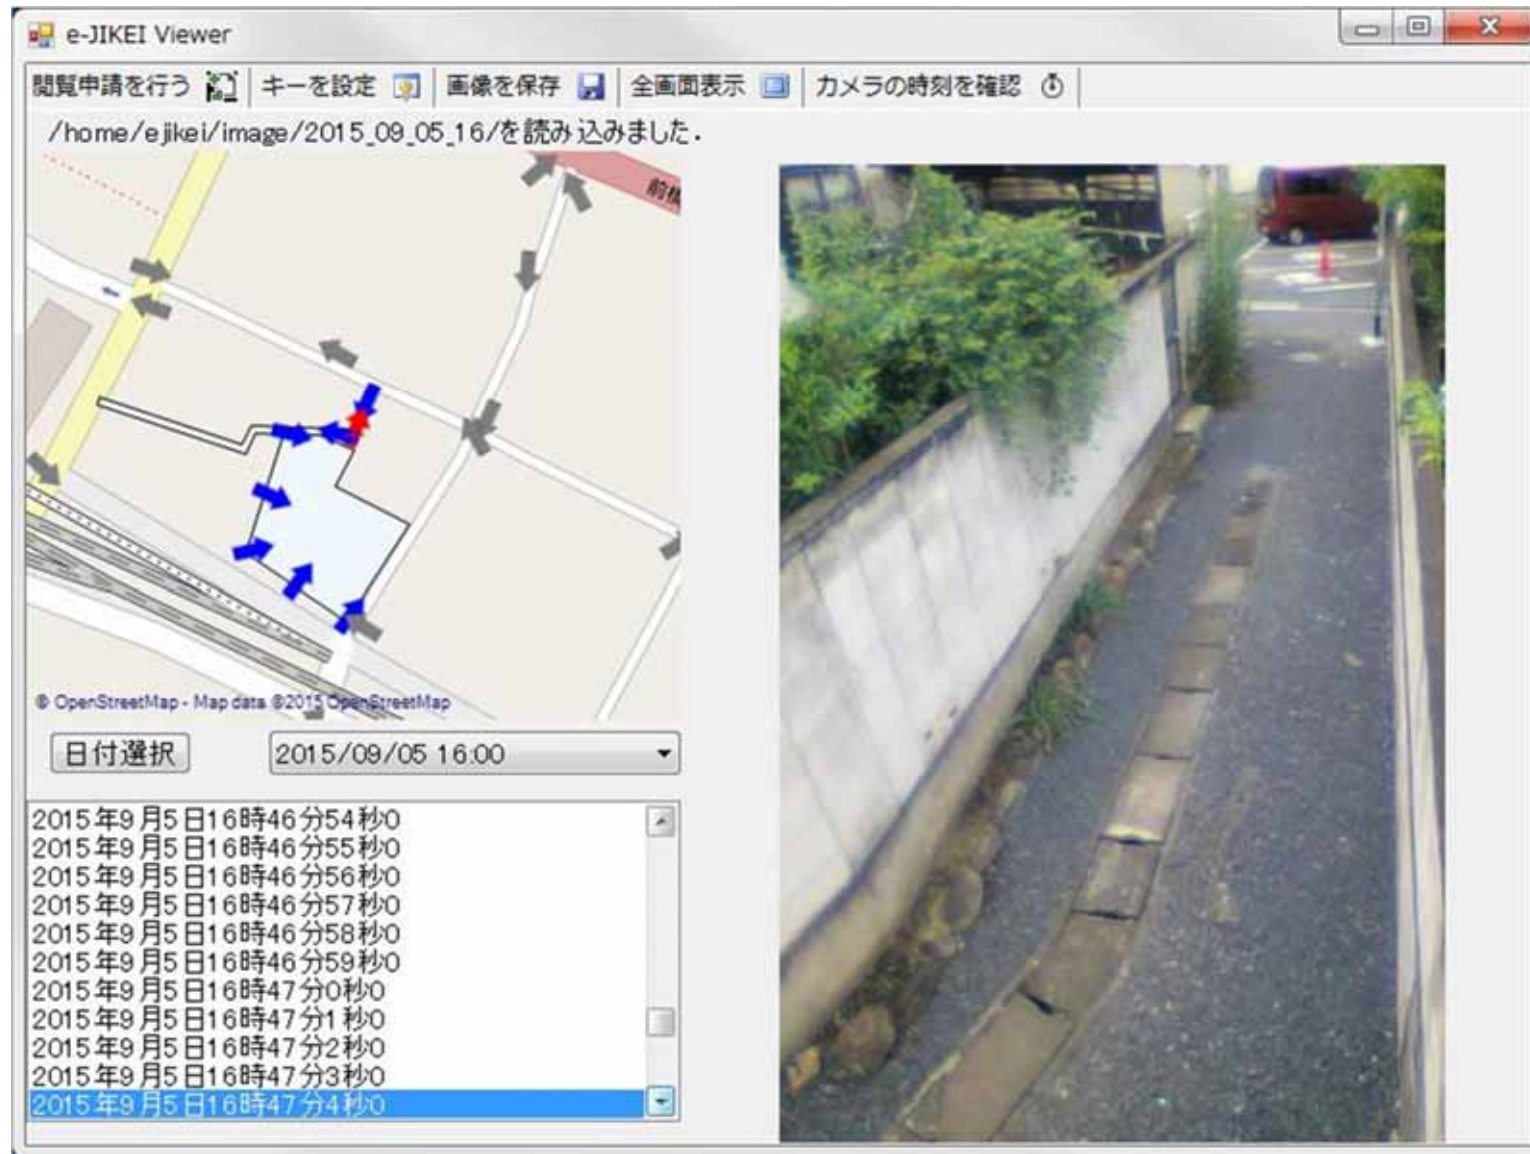 e-JIKEI Viewer
閲覧申請を行う キーを設定 画像を保存 全画面表示 カメラの時刻を確認
/home/ejikei/image/2015_09_05_16/を読み込みました.
前橋
© OpenStreetMap - Map data ©2015 OpenStreetMap
日付選択 2015/09/05 16:00
2015年9月5日16時46分54秒0
2015年9月5日16時46分55秒0
2015年9月5日16時46分56秒0
2015年9月5日16時46分57秒0
2015年9月5日16時46分58秒0
2015年9月5日16時46分59秒0
2015年9月5日16時47分0秒0
2015年9月5日16時47分1秒0
2015年9月5日16時47分2秒0
2015年9月5日16時47分3秒0
2015年9月5日16時47分4秒0